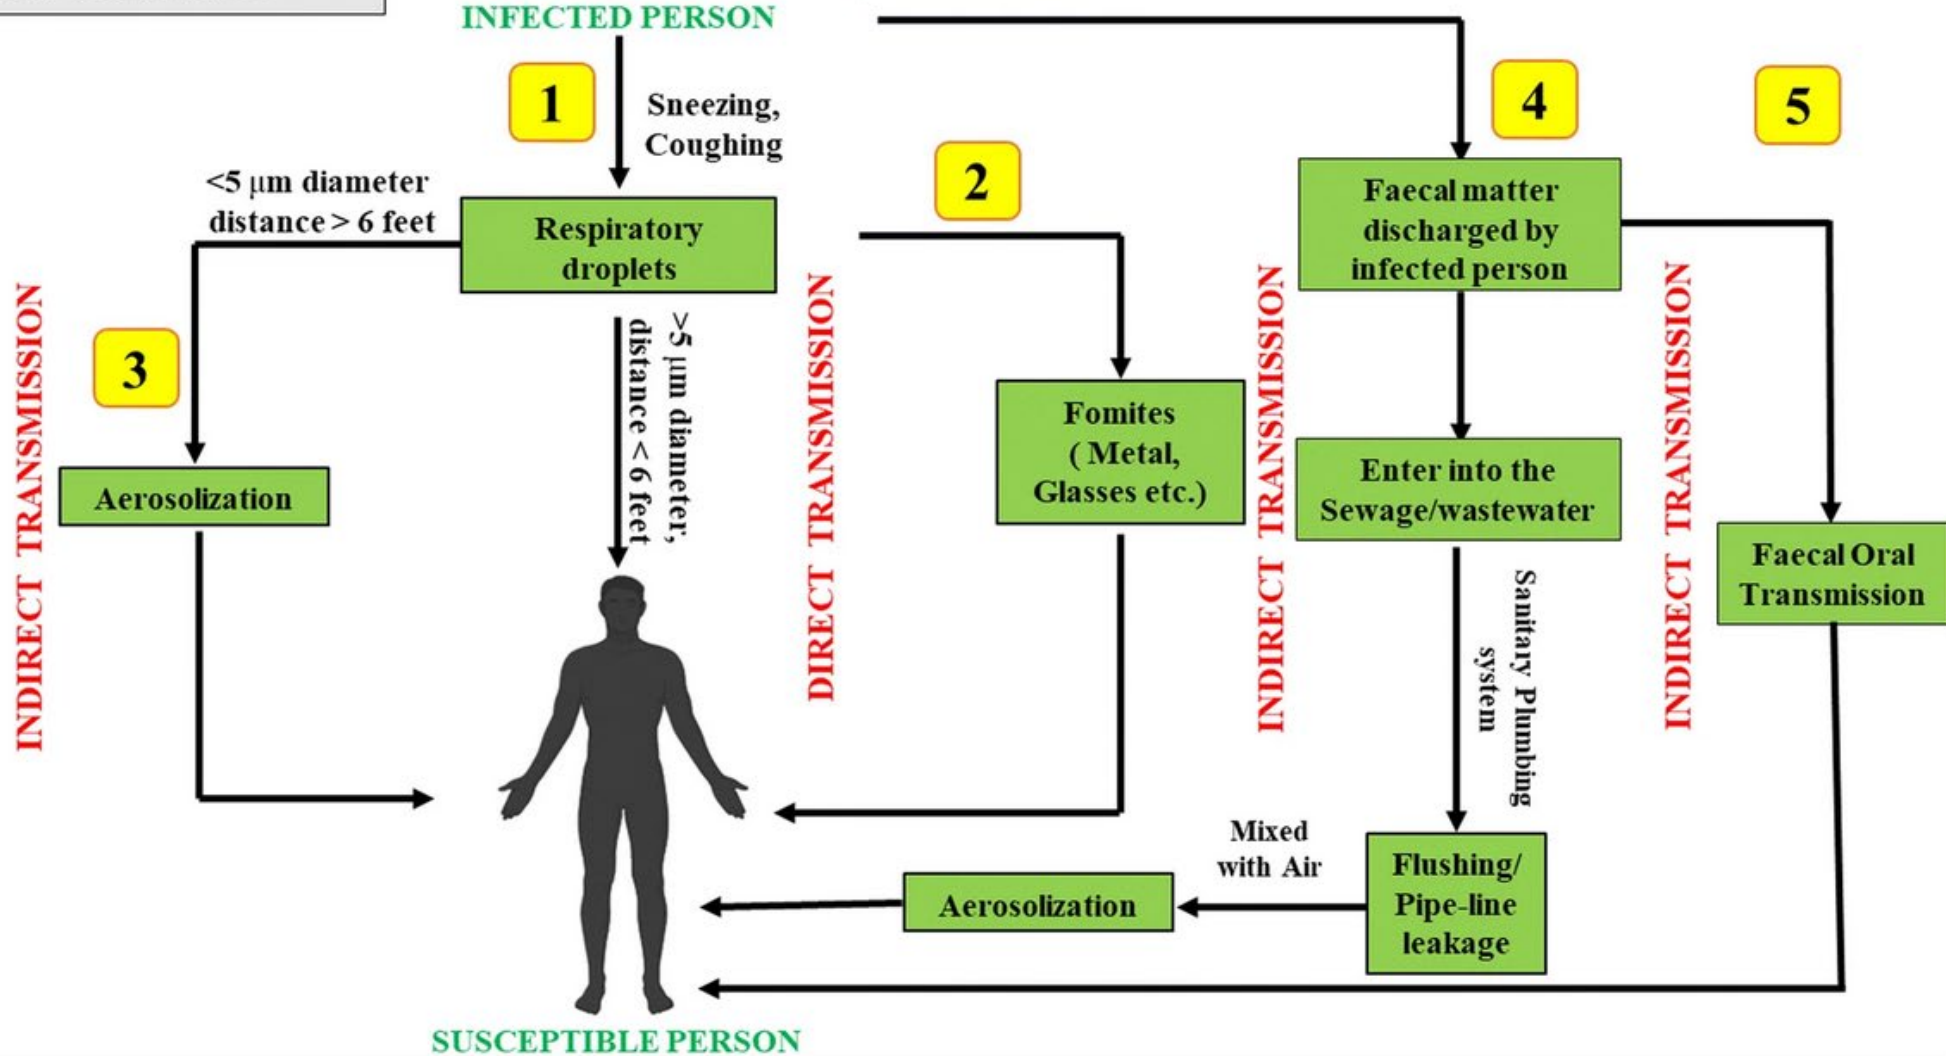 INFECTED PERSON
1
Sneezing,
Coughing
<5 μm diameter
distance > 6 feet
Respiratory
droplets
2
4
5
Faecal matter
discharged by
infected person
3
INDIRECT TRANSMISSION
>5 μm diameter,
distance < 6 feet
DIRECT TRANSMISSION
Fomites
( Metal,
Glasses etc.)
INDIRECT TRANSMISSION
Enter into the
Sewage/wastewater
INDIRECT TRANSMISSION
Aerosolization
Faecal Oral
Transmission
Sanitary Plumbing
system
Mixed
with Air
Flushing/
Pipe-line
leakage
Aerosolization
SUSCEPTIBLE PERSON